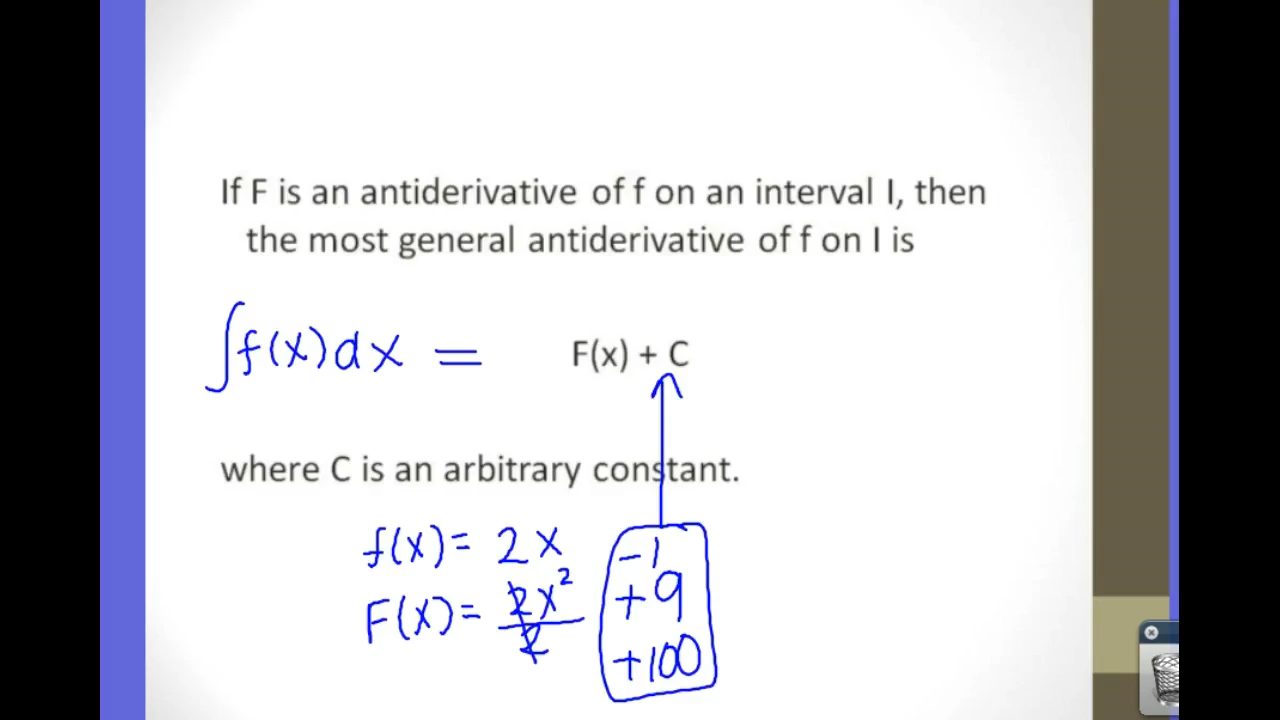 If F is an antiderivative of f on an interval I, then
the most general antiderivative of f on I is
∫f(x)dx = F(x) + C
where C is an arbitrary constant.
f(x) = 2x -1
F(x) = 2x²/2 +9
+100